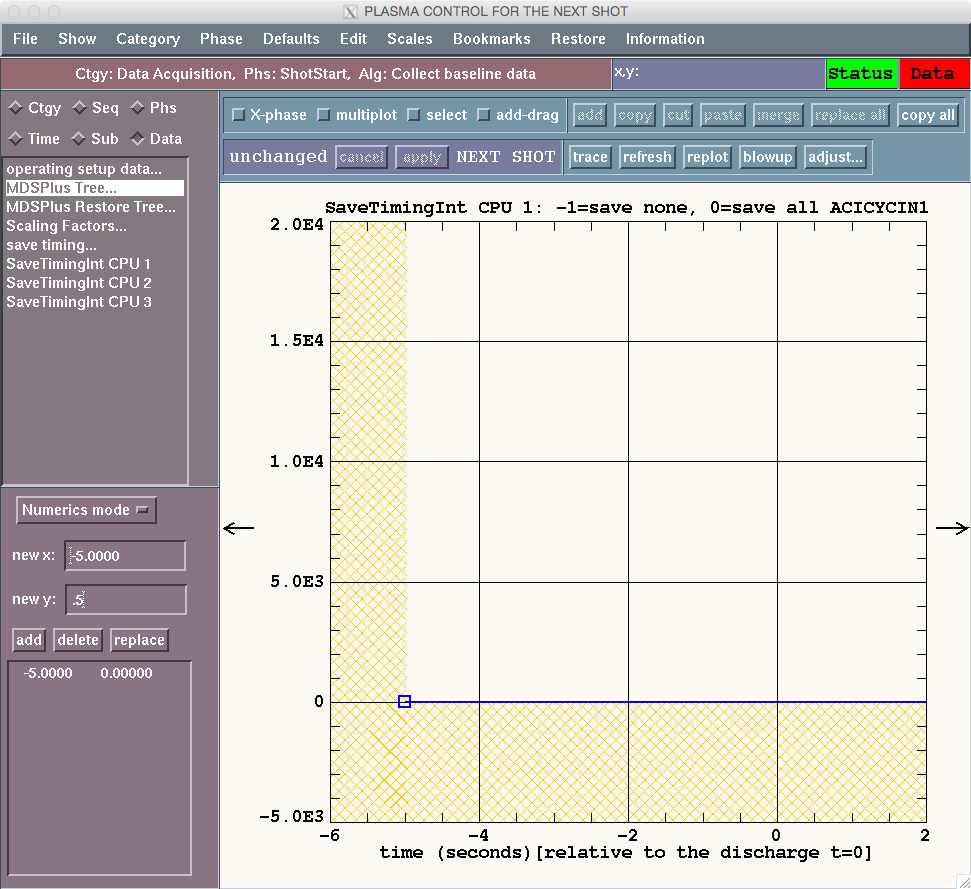 PLASMA CONTROL FOR THE NEXT SHOT
File Show Category Phase Defaults Edit Scales Bookmarks Restore Information
Ctgy: Data Acquisition, Phs: ShotStart, Alg: Collect baseline data
x,y:
Status
Data
Ctgy Seq Phs
Time Sub Data
X-phase multiplot select add-drag
add copy cut paste merge replace all copy all
unchanged cancel apply NEXT SHOT
trace refresh replot blowup adjust...
operating setup data...
MDSPlus Tree...
MDSPlus Restore Tree...
Scaling Factors...
save timing...
SaveTimingInt CPU 1
SaveTimingInt CPU 2
SaveTimingInt CPU 3
Numerics mode
new x: -5.0000
new y: .5
add delete replace
-5.0000 0.00000
SaveTimingInt CPU 1: -1=save none, 0=save all ACICYCIN1
2.0E4
1.5E4
1.0E4
5.0E3
0
-5.0E3
-6 -4 -2 0 2
time (seconds)[relative to the discharge t=0]